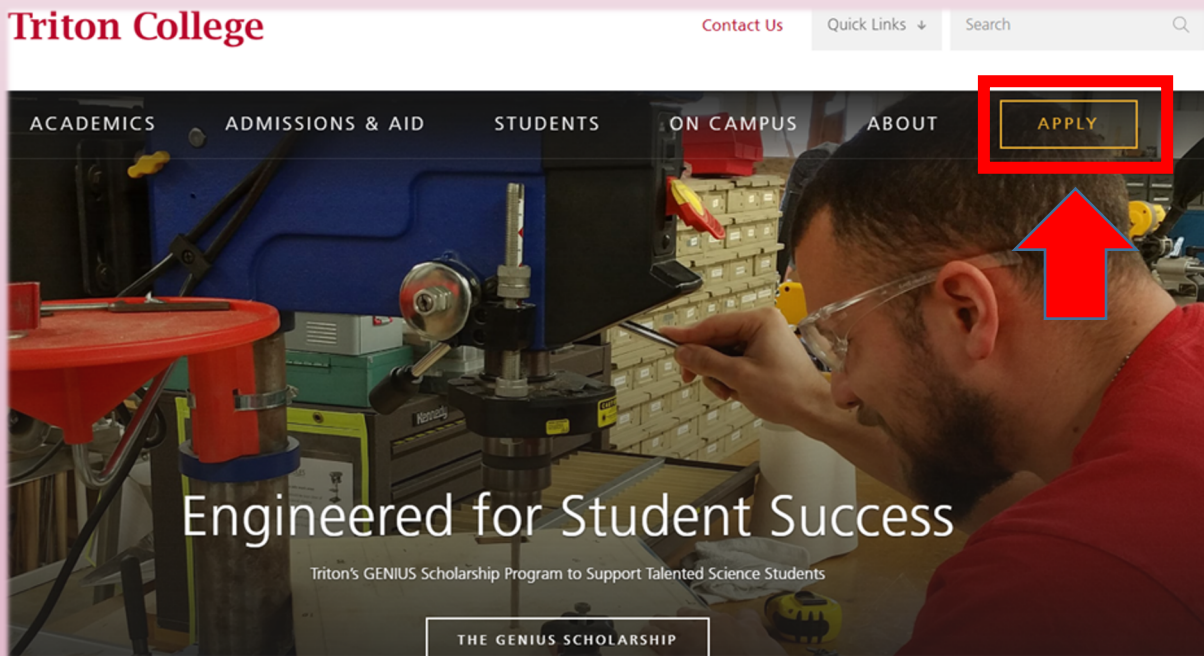 Triton College
Contact Us
Quick Links
Search
ACADEMICS
ADMISSIONS & AID
STUDENTS
ON CAMPUS
ABOUT
APPLY
Kennedy
Engineered for Student Success
Triton's GENIUS Scholarship Program to Support Talented Science Students
THE GENIUS SCHOLARSHIP